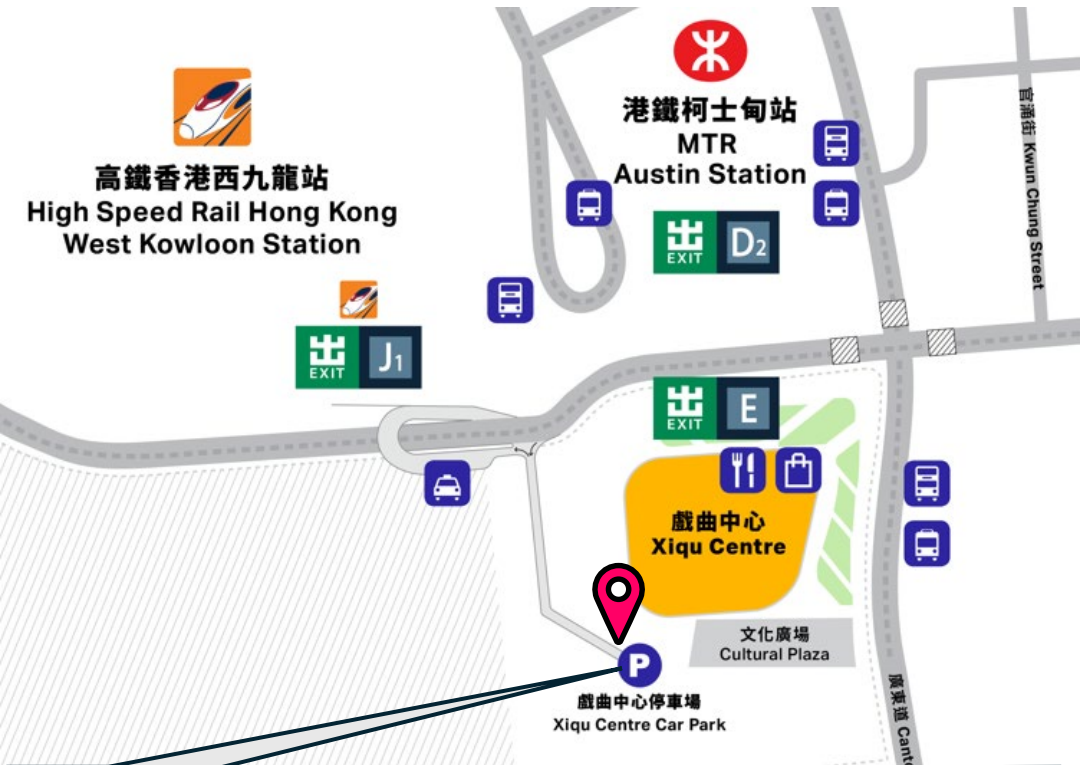 高鐵香港西九龍站
High Speed Rail Hong Kong
West Kowloon Station
港鐵柯士甸站
MTR
Austin Station
出
EXIT
D2
官涌街 Kwun Chung Street
出
EXIT
J1
出
EXIT
E
戲曲中心
Xiqu Centre
文化廣場
Cultural Plaza
P
戲曲中心停車場
Xiqu Centre Car Park
廣東道 Canto